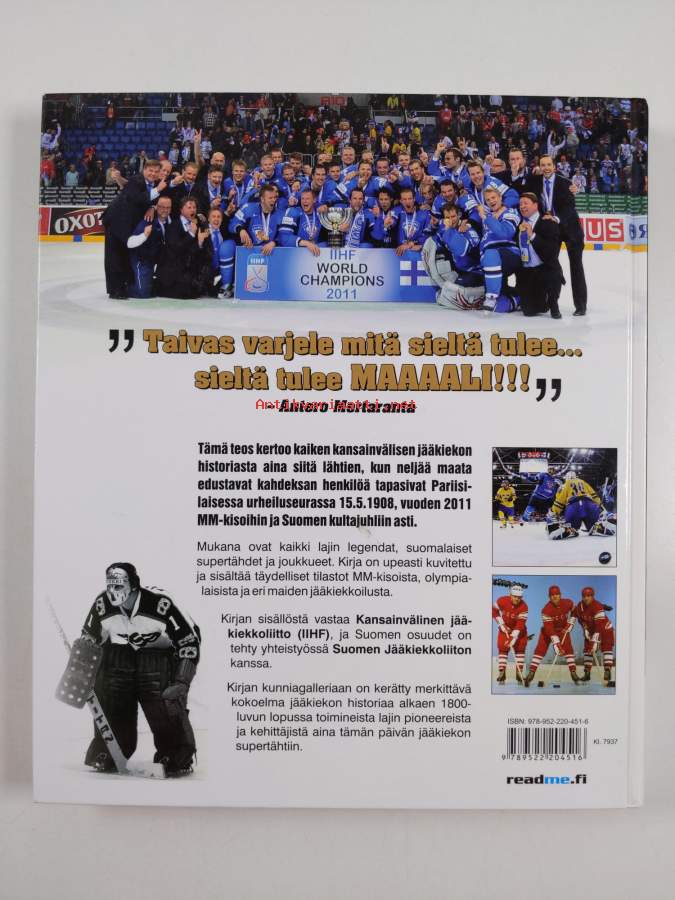 OXOT
US
IIHF
IIHF
WORLD
CHAMPIONS
2011
” Taivas varjele mitä sieltä tulee...
sieltä tulee MAAAALI!!! ”
Antikvariaatti.net
- Antero Mertaranta
Tämä teos kertoo kaiken kansainvälisen jääkiekon
historiasta aina siitä lähtien, kun neljää maata
edustavat kahdeksan henkilöä tapasivat Pariisi-
laisessa urheiluseurassa 15.5.1908, vuoden 2011
MM-kisoihin ja Suomen kultajuhliin asti.
Mukana ovat kaikki lajin legendat, suomalaiset
supertähdet ja joukkueet. Kirja on upeasti kuvitettu
ja sisältää täydelliset tilastot MM-kisoista, olympia-
laisista ja eri maiden jääkiekkoilusta.
Kirjan sisällöstä vastaa Kansainvälinen jää-
kiekkoliitto (IIHF), ja Suomen osuudet on
tehty yhteistyössä Suomen Jääkiekkoliiton
kanssa.
Kirjan kunniagalleriaan on kerätty merkittävä
kokoelma jääkiekon historiaa alkaen 1800-
luvun lopussa toimineista lajin pioneereista
ja kehittäjistä aina tämän päivän jääkiekon
supertähtiin.
ISBN: 978-952-220-451-6
Kl. 7937
9 789522 204516
readme.fi